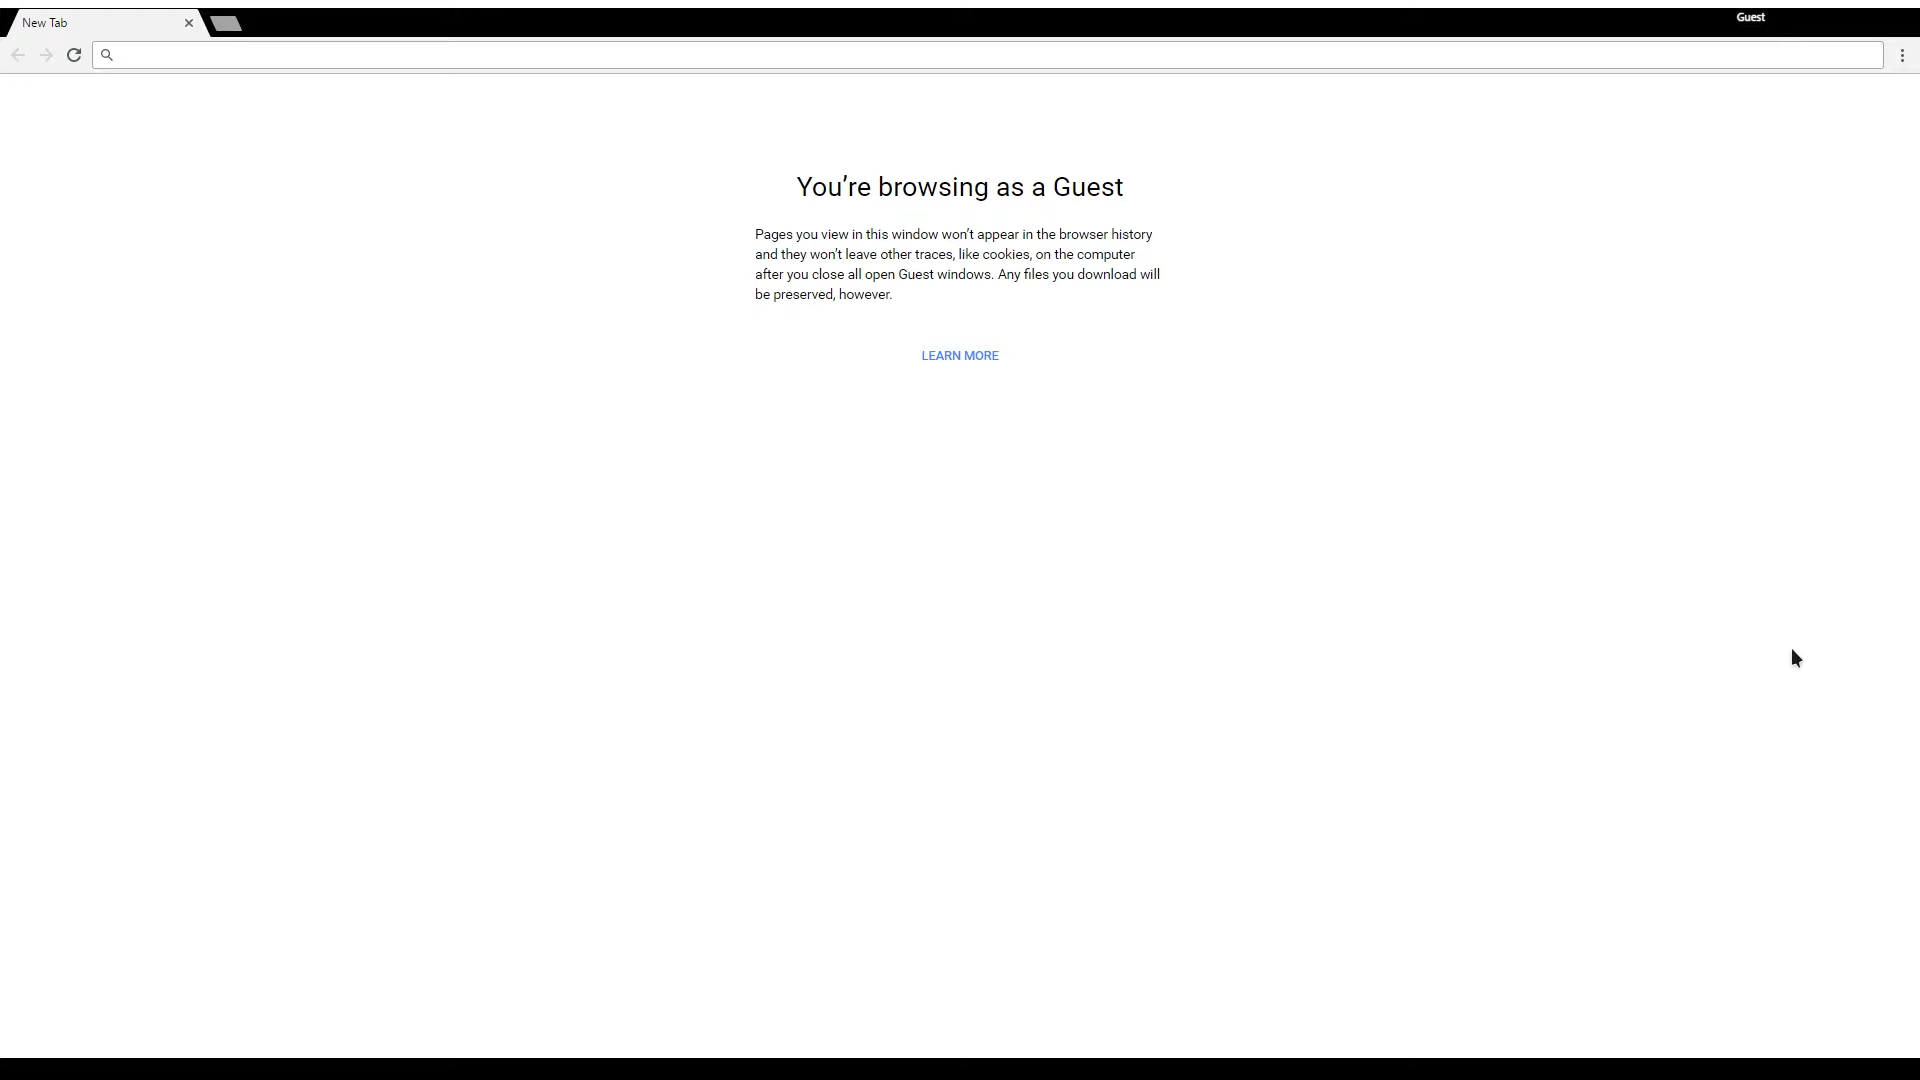 New Tab
Guest
You’re browsing as a Guest
Pages you view in this window won’t appear in the browser history
and they won’t leave other traces, like cookies, on the computer
after you close all open Guest windows. Any files you download will
be preserved, however.
LEARN MORE